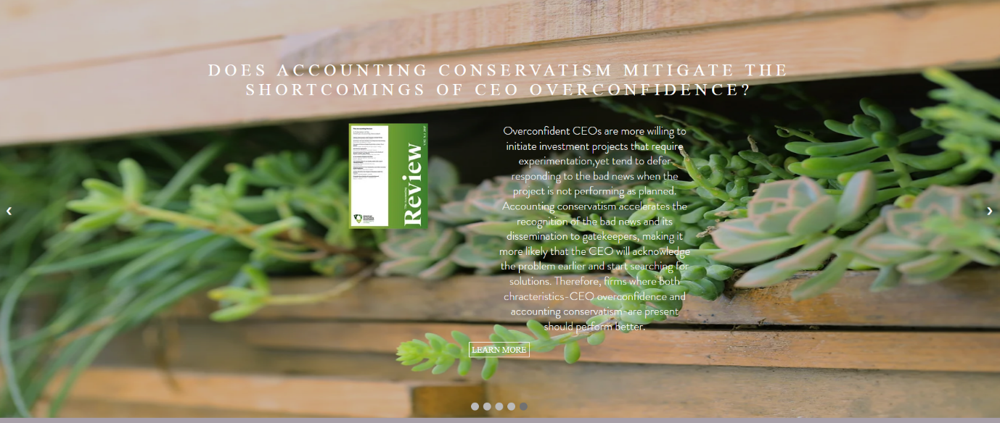 DOES ACCOUNTING CONSERVATISM MITIGATE THE
SHORTCOMINGS OF CEO OVERCONFIDENCE?
The Accounting
Review
American
Accounting
Association
Overconfident CEOs are more willing to
initiate investment projects that require
experimentation,yet tend to defer
responding to the bad news when the
project is not performing as planned.
Accounting conservatism accelerates the
recognition of the bad news and its
dissemination to gatekeepers, making it
more likely that the CEO will acknowledge
the problem earlier and start searching for
solutions. Therefore, firms where both
chracteristics-CEO overconfidence and
accounting conservatism-are present
should perform better.
LEARN MORE